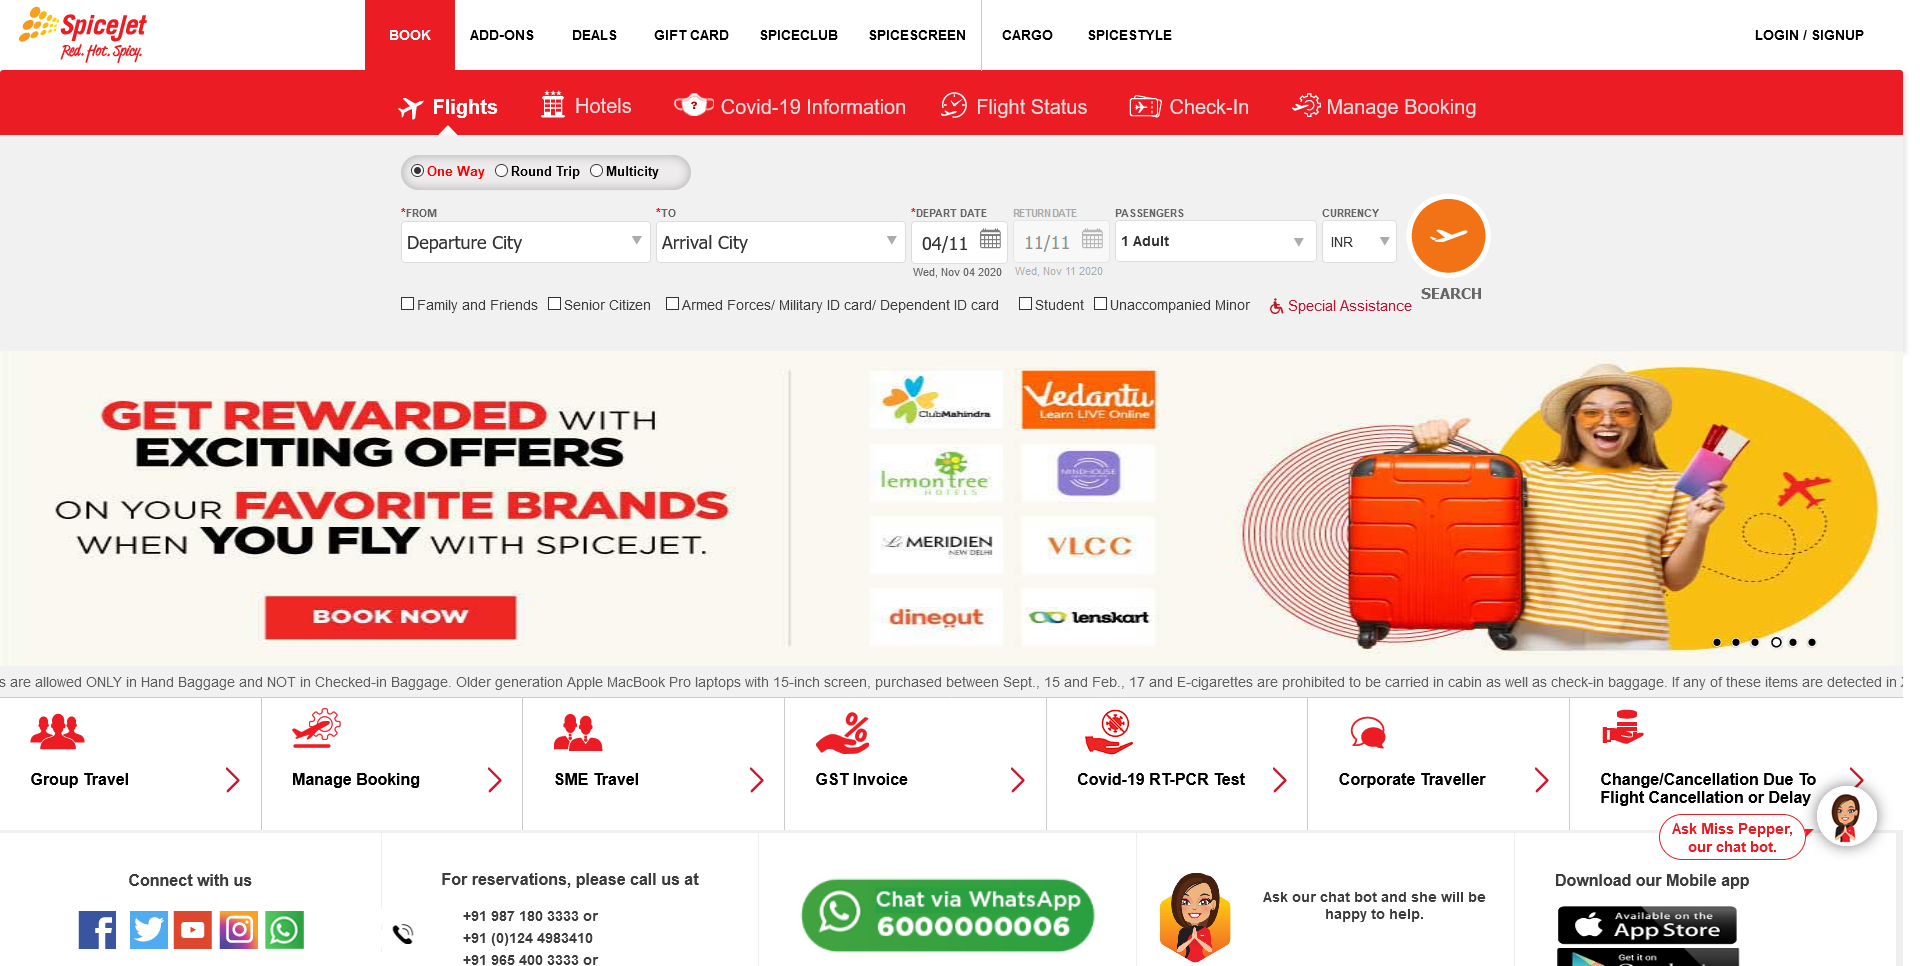 SpiceJet
Red. Hot. Spicy.
BOOK
ADD-ONS
DEALS
GIFT CARD
SPICECLUB
SPICESCREEN
CARGO
SPICESTYLE
LOGIN / SIGNUP
Flights
Hotels
?
Covid-19 Information
Flight Status
Check-In
Manage Booking
One Way
Round Trip
Multicity
*FROM
*TO
*DEPART DATE
RETURN DATE
PASSENGERS
CURRENCY
Departure City
Arrival City
04/11
11/11
1 Adult
INR
Wed, Nov 04 2020
Wed, Nov 11 2020
SEARCH
Family and Friends
Senior Citizen
Armed Forces/ Military ID card/ Dependent ID card
Student
Unaccompanied Minor
Special Assistance
GET REWARDED WITH
EXCITING OFFERS
ON YOUR FAVORITE BRANDS
WHEN YOU FLY WITH SPICEJET.
BOOK NOW
ClubMahindra
Vedantu
Learn LIVE Online
lemon tree
HOTELS
MINDHOUSE
Le MERIDIEN
NEW DELHI
VLCC
dineout
lenskart
s are allowed ONLY in Hand Baggage and NOT in Checked-in Baggage. Older generation Apple MacBook Pro laptops with 15-inch screen, purchased between Sept., 15 and Feb., 17 and E-cigarettes are prohibited to be carried in cabin as well as check-in baggage. If any of these items are detected in
Group Travel
Manage Booking
SME Travel
GST Invoice
Covid-19 RT-PCR Test
Corporate Traveller
Change/Cancellation Due To
Flight Cancellation or Delay
Ask Miss Pepper,
our chat bot.
Connect with us
For reservations, please call us at
+91 987 180 3333 or
+91 (0)124 4983410
+91 965 400 3333 or
Chat via WhatsApp
6000000006
Ask our chat bot and she will be
happy to help.
Download our Mobile app
Available on the
App Store
Get it on